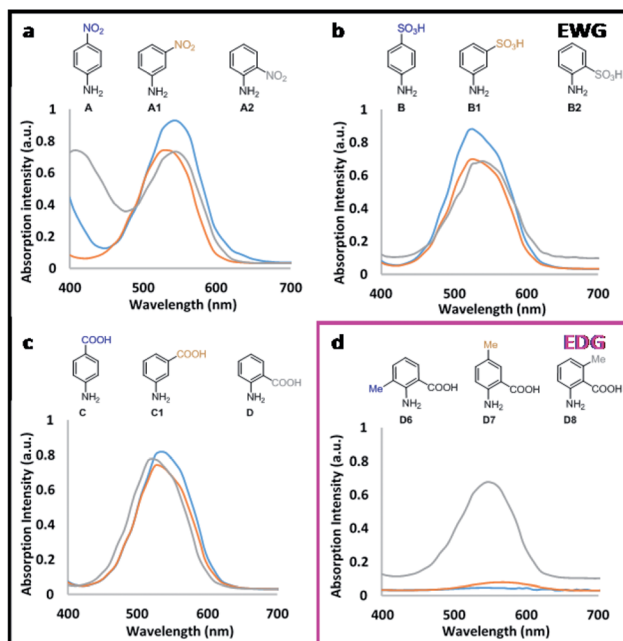 a
NO₂
NO₂
NO₂
NH₂
NH₂
NH₂
A
A1
A2
Absorption intensity (a.u.)
1
0.8
0.6
0.4
0.2
0
400
500
600
700
Wavelength (nm)
b
EWG
SO₃H
SO₃H
SO₃H
NH₂
NH₂
NH₂
B
B1
B2
Absorption intensity (a.u.)
1
0.8
0.6
0.4
0.2
0
400
500
600
700
Wavelength (nm)
c
COOH
COOH
COOH
NH₂
NH₂
NH₂
C
C1
D
Absorption Intensity (a.u.)
1
0.8
0.6
0.4
0.2
0
400
500
600
700
Wavelength (nm)
d
EDG
Me
Me
Me
COOH
COOH
COOH
NH₂
NH₂
NH₂
D6
D7
D8
Absorption Intensity (a.u.)
1
0.8
0.6
0.4
0.2
0
400
500
600
700
Wavelength (nm)